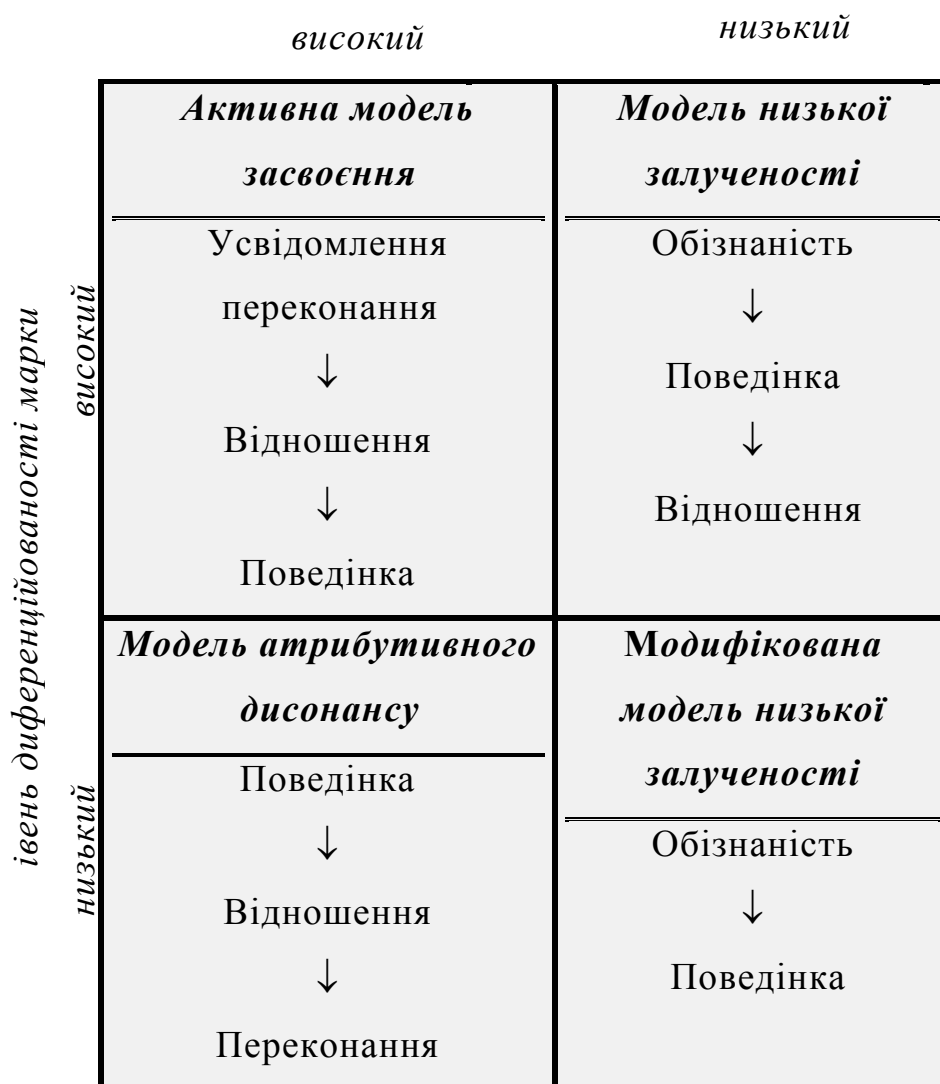 високий
низький
Активна модель
засвоєння
Усвідомлення
переконання
↓
Відношення
↓
Поведінка
Модель низької
залученості
Обізнаність
↓
Поведінка
↓
Відношення
івень диференційованості марки
високий
низький
Модель атрибутивного
дисонансу
Поведінка
↓
Відношення
↓
Переконання
Модифікована
модель низької
залученості
Обізнаність
↓
Поведінка